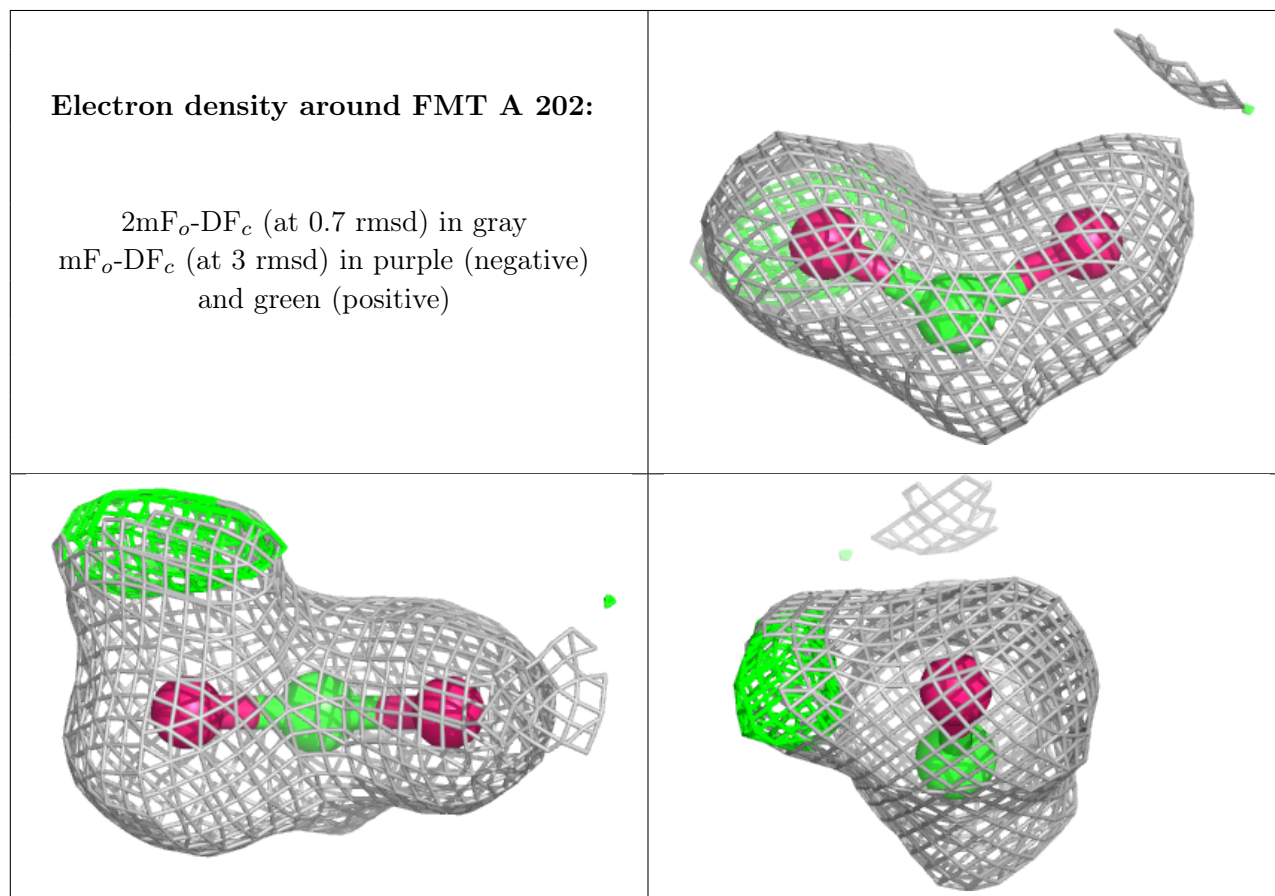 Electron density around FMT A 202:
2mFo-DFc (at 0.7 rmsd) in gray
mFo-DFc (at 3 rmsd) in purple (negative)
and green (positive)